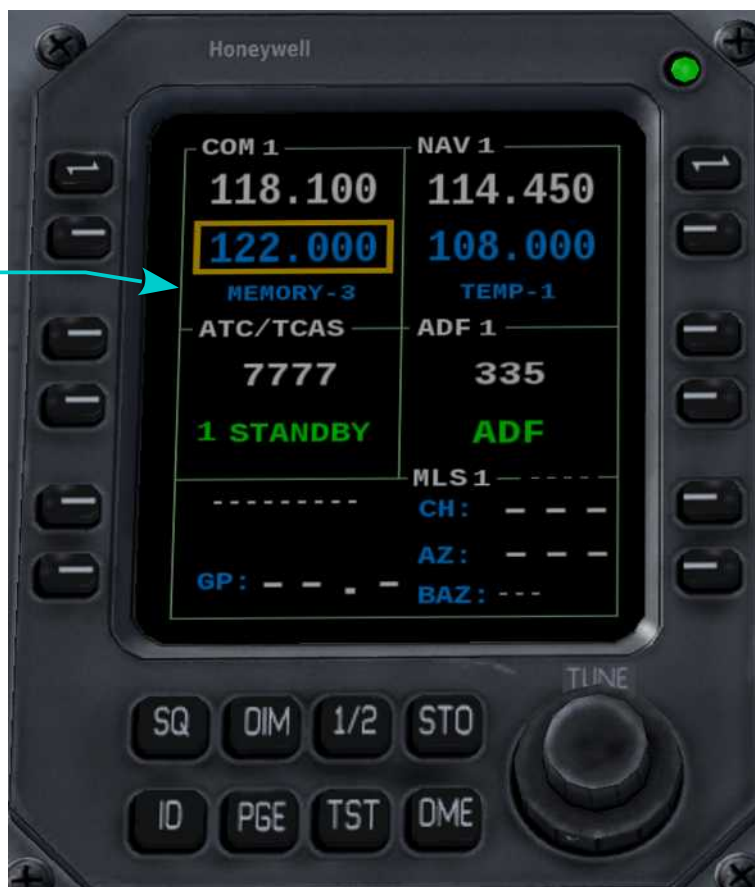 Honeywell
COM 1 NAV 1
118.100 114.450
122.000 108.000
MEMORY-3 TEMP-1
ATC/TCAS ADF 1
7777 335
1 STANDBY ADF
MLS 1 -----
--------- CH: – – –
AZ: – – –
GP: – – . – BAZ: ---
TUNE
SQ DIM 1/2 STO
ID PGE TST DME